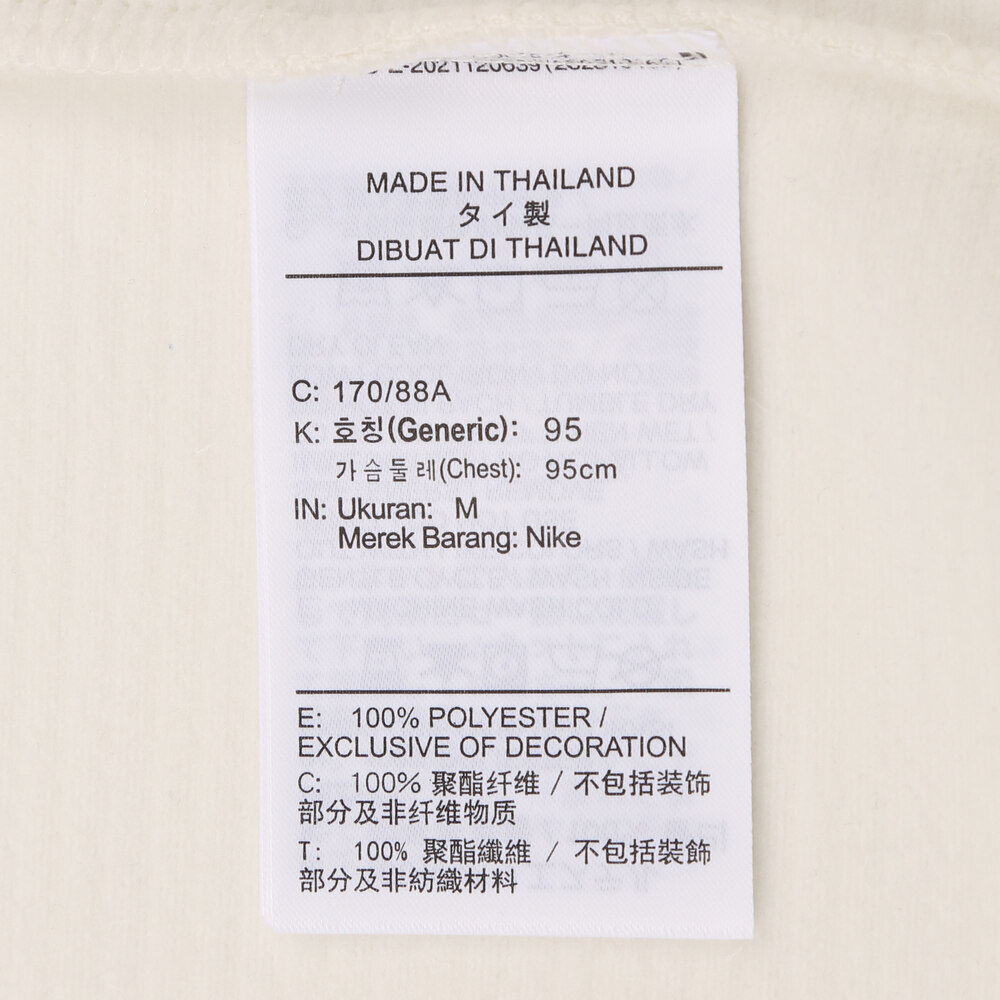 MADE IN THAILAND
タイ製
DIBUAT DI THAILAND
C: 170/88A
K: 호칭(Generic): 95
가슴둘레(Chest): 95cm
IN: Ukuran: M
Merek Barang: Nike
E: 100% POLYESTER /
EXCLUSIVE OF DECORATION
C: 100% 聚酯纤维 / 不包括装饰
部分及非纤维物质
T: 100% 聚酯纖維 / 不包括裝飾
部分及非紡織材料